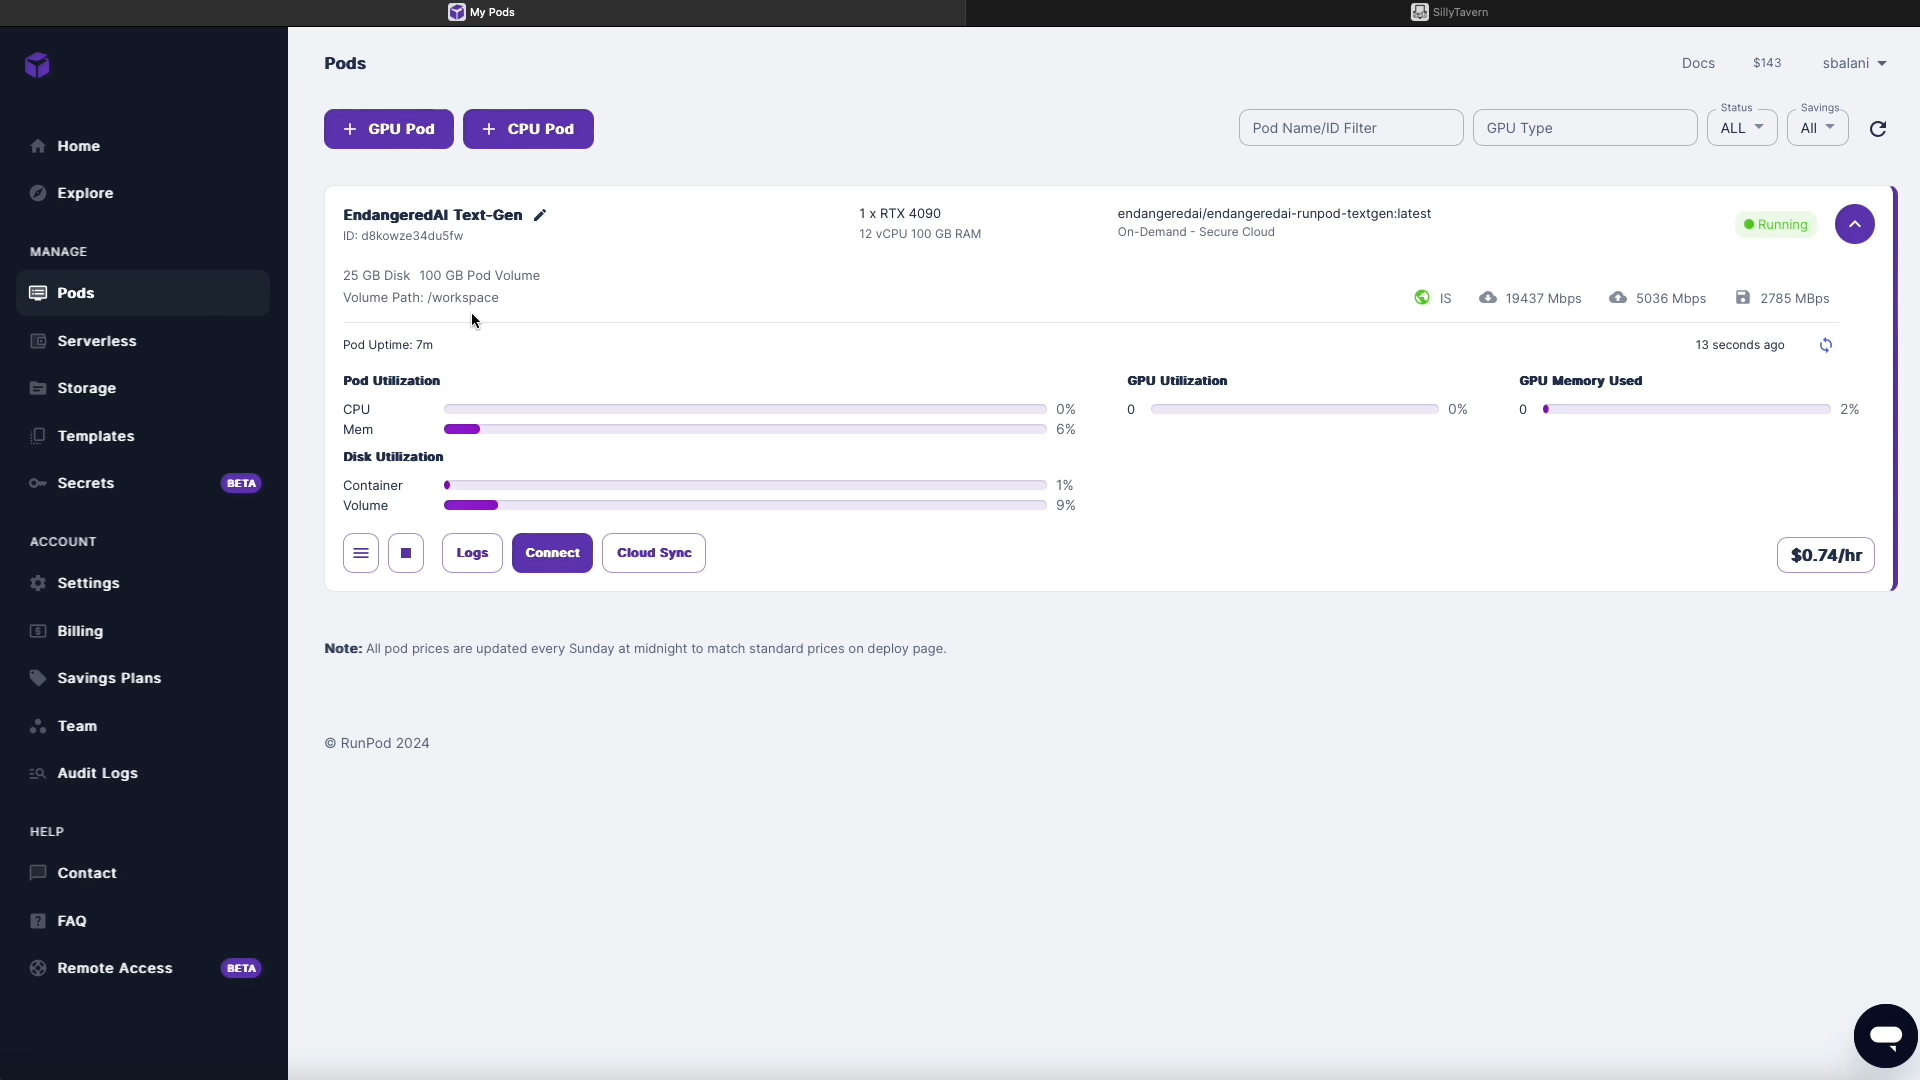 My Pods
SillyTavern
Pods
Docs
$143
sbalani
Home
Explore
MANAGE
Pods
Serverless
Storage
Templates
Secrets BETA
ACCOUNT
Settings
Billing
Savings Plans
Team
Audit Logs
HELP
Contact
FAQ
Remote Access BETA
+ GPU Pod
+ CPU Pod
Pod Name/ID Filter
GPU Type
Status
ALL
Savings
All
EndangeredAI Text-Gen
ID: d8kowze34du5fw
1 x RTX 4090
12 vCPU 100 GB RAM
endangeredai/endangeredai-runpod-textgen:latest
On-Demand - Secure Cloud
Running
25 GB Disk 100 GB Pod Volume
Volume Path: /workspace
IS
19437 Mbps
5036 Mbps
2785 MBps
Pod Uptime: 7m
13 seconds ago
Pod Utilization
CPU 0%
Mem 6%
GPU Utilization
0 0%
GPU Memory Used
0 2%
Disk Utilization
Container 1%
Volume 9%
Logs
Connect
Cloud Sync
$0.74/hr
Note: All pod prices are updated every Sunday at midnight to match standard prices on deploy page.
© RunPod 2024